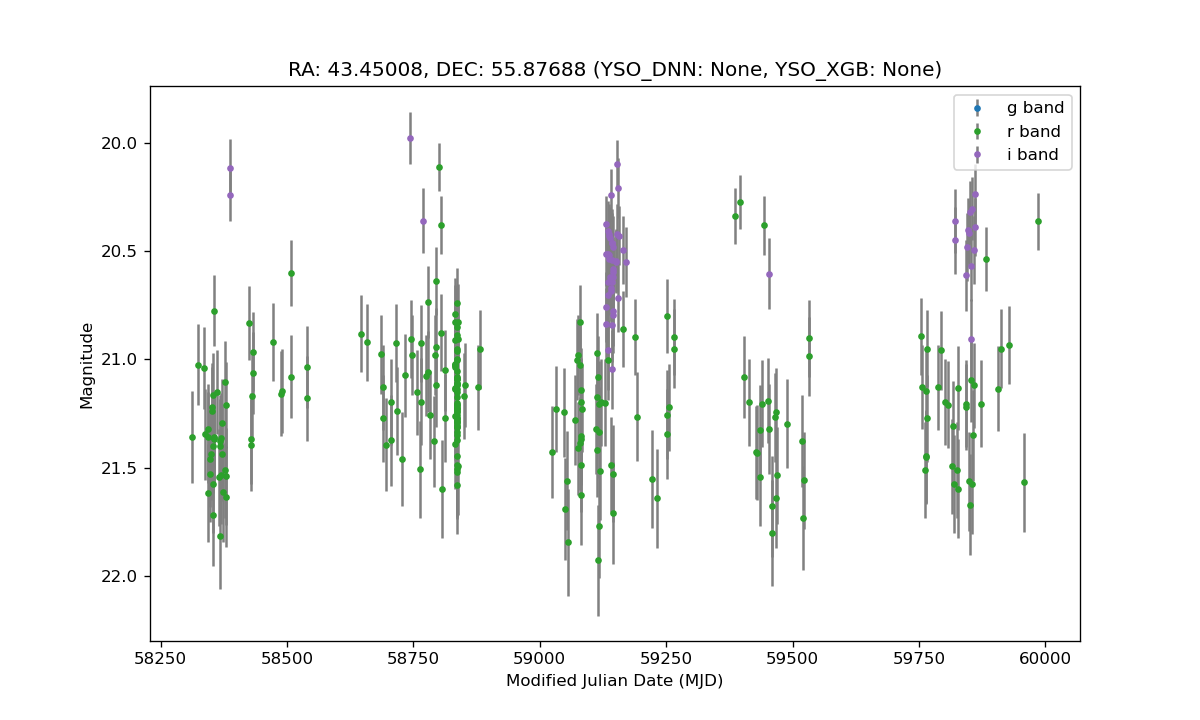 RA: 43.45008, DEC: 55.87688 (YSO_DNN: None, YSO_XGB: None)
g band
r band
i band
20.0
20.5
21.0
21.5
22.0
Magnitude
58250 58500 58750 59000 59250 59500 59750 60000
Modified Julian Date (MJD)